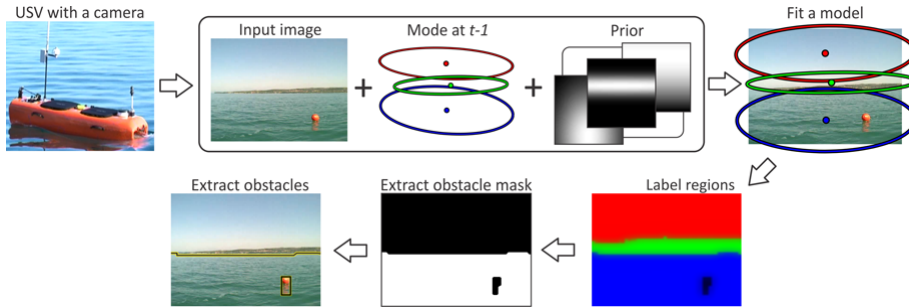 USV with a camera
Input image
Mode at t-1
Prior
Fit a model
Extract obstacles
Extract obstacle mask
Label regions